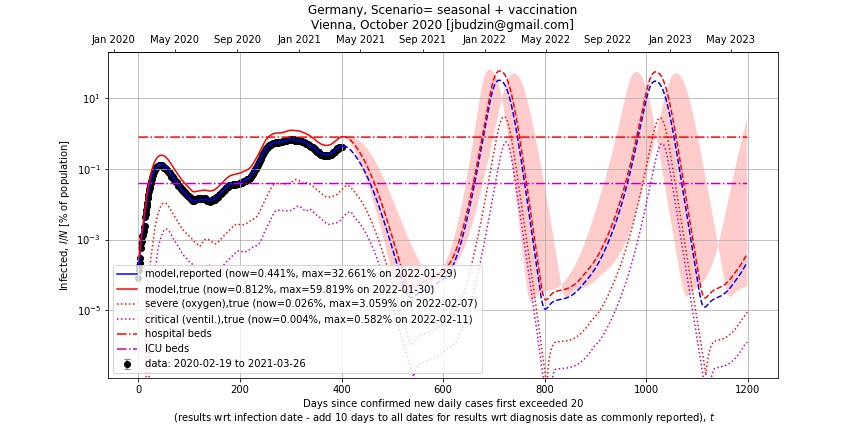 Germany, Scenario= seasonal + vaccination
Vienna, October 2020 [jbudzin@gmail.com]
Jan 2020 May 2020 Sep 2020 Jan 2021 May 2021 Sep 2021 Jan 2022 May 2022 Sep 2022 Jan 2023 May 2023
10¹
10⁻¹
10⁻³
10⁻⁵
Infected, I/N [% of population]
model,reported (now=0.441%, max=32.661% on 2022-01-29)
model,true (now=0.812%, max=59.819% on 2022-01-30)
severe (oxygen),true (now=0.026%, max=3.059% on 2022-02-07)
critical (ventil.),true (now=0.004%, max=0.582% on 2022-02-11)
hospital beds
ICU beds
data: 2020-02-19 to 2021-03-26
0 200 400 600 800 1000 1200
Days since confirmed new daily cases first exceeded 20
(results wrt infection date - add 10 days to all dates for results wrt diagnosis date as commonly reported), t